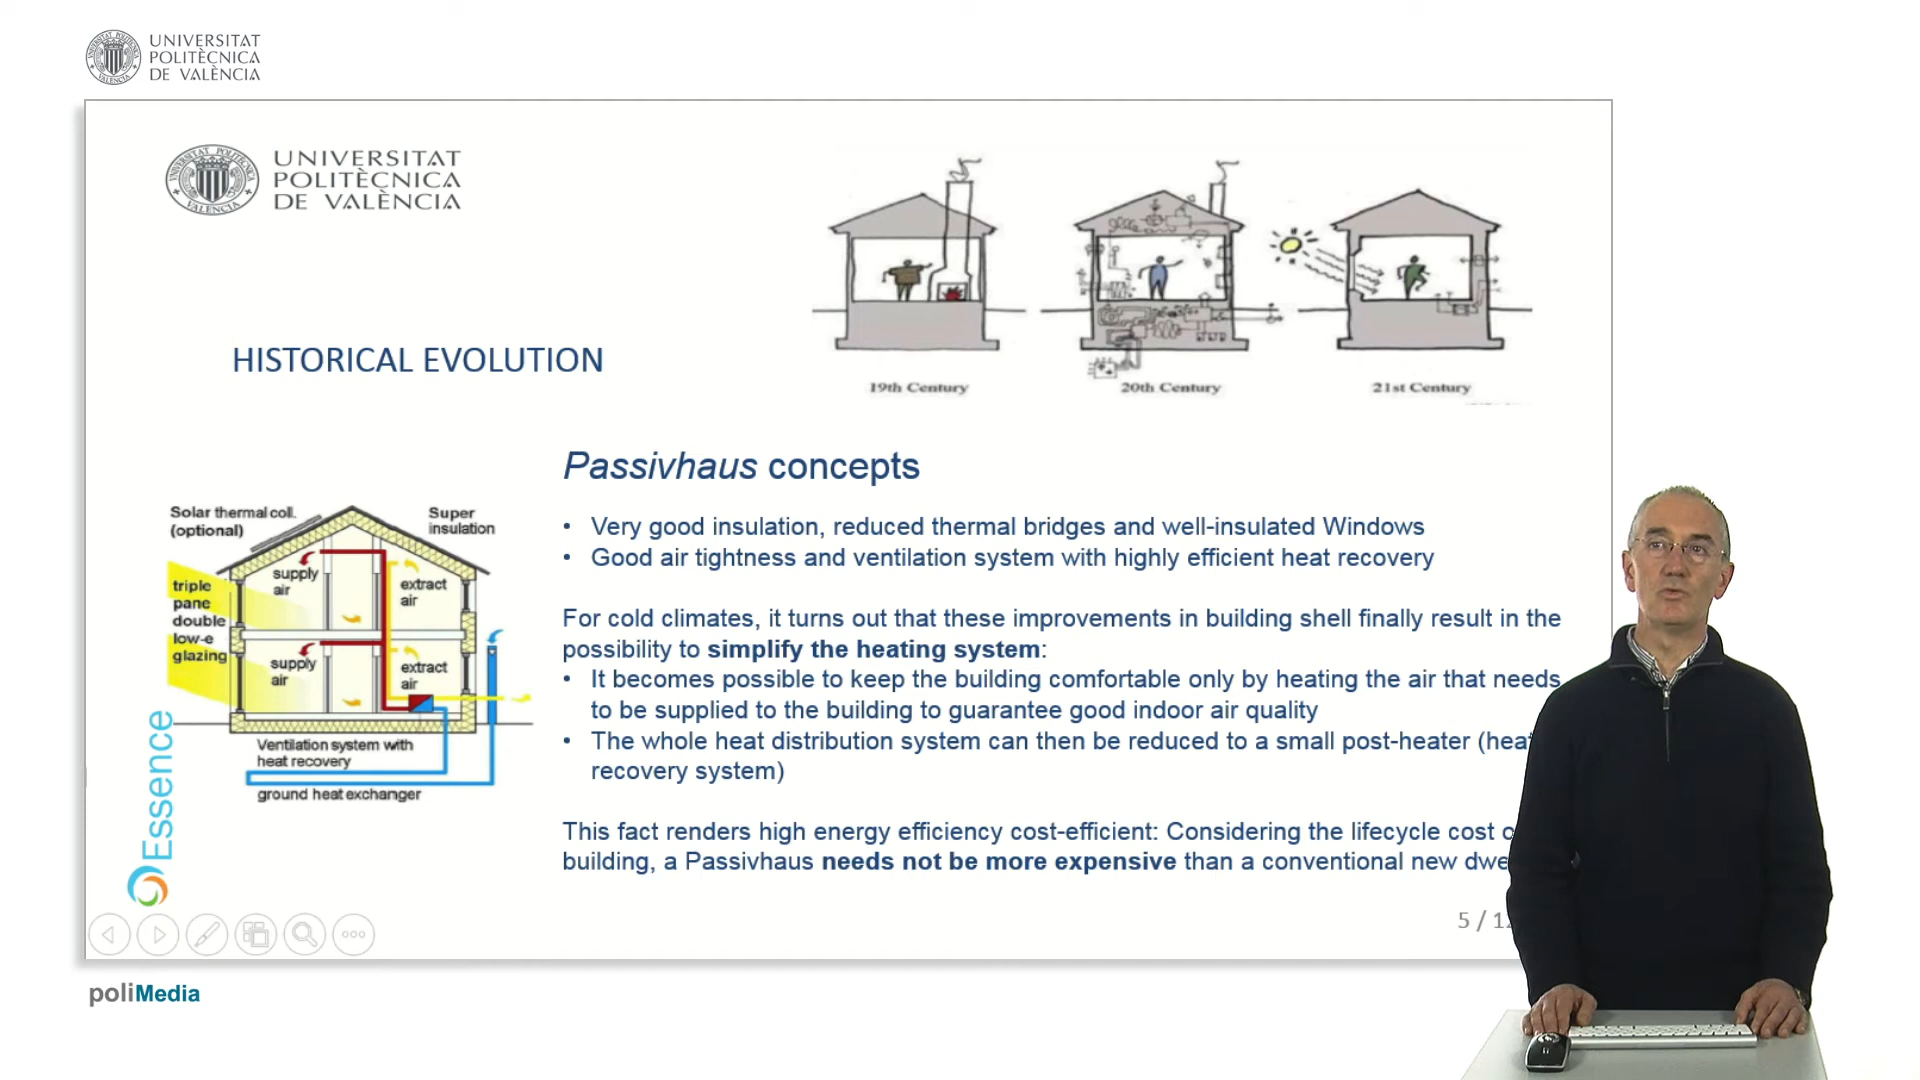 UNIVERSITAT
POLITÈCNICA
DE VALÈNCIA
UNIVERSITAT
POLITÈCNICA
DE VALÈNCIA
19th Century
20th Century
21st Century
HISTORICAL EVOLUTION
Passivhaus concepts
• Very good insulation, reduced thermal bridges and well-insulated Windows
• Good air tightness and ventilation system with highly efficient heat recovery
For cold climates, it turns out that these improvements in building shell finally result in the
possibility to simplify the heating system:
• It becomes possible to keep the building comfortable only by heating the air that needs
to be supplied to the building to guarantee good indoor air quality
• The whole heat distribution system can then be reduced to a small post-heater (heat
recovery system)
This fact renders high energy efficiency cost-efficient: Considering the lifecycle cost
building, a Passivhaus needs not be more expensive than a conventional new
Solar thermal coll.
(optional)
Super
insulation
supply
air
extract
air
triple
pane
double
low-e
glazing
supply
air
extract
air
Ventilation system with
heat recovery
ground heat exchanger
Essence
5 / 12
poliMedia